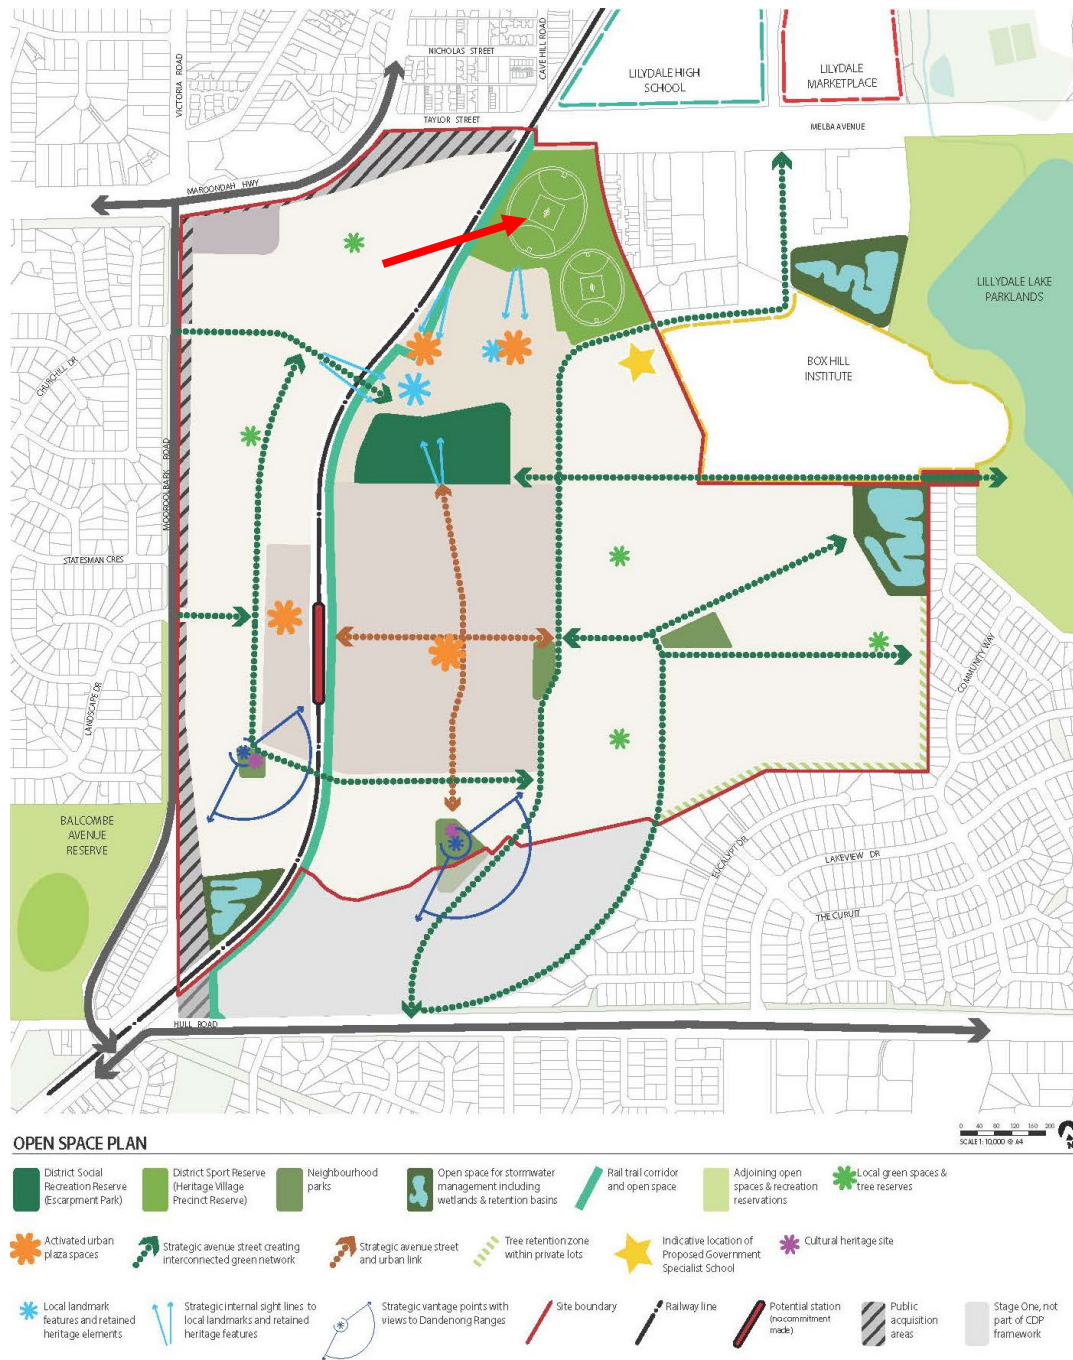 NICHOLAS STREET
CAVE HILL ROAD
VICTORIA ROAD
LILYDALE HIGH
SCHOOL
LILYDALE
MARKETPLACE
TAYLOR STREET
MELBA AVENUE
MAROONDAH HWY
LILLYDALE LAKE
PARKLANDS
CHURCHILL DR
BOX HILL
INSTITUTE
MOOROOLBARK ROAD
STATESMAN CRES
COMMUNITY WAY
LANDSCAPE DR
BALCOMBE
AVENUE
RESERVE
EUCALYPT DR
LAKEVIEW DR
HULL ROAD
OPEN SPACE PLAN
0 40 80 120 160 200
SCALE 1:10,000 @ A4
N
District Social
Recreation Reserve
(Escarpment Park)
District Sport Reserve
(Heritage Village
Precinct Reserve)
Neighbourhood
parks
Open space for stormwater
management including
wetlands & retention basins
Rail trail corridor
and open space
Adjoining open
spaces & recreation
reservations
Local green spaces &
tree reserves
Activated urban
plaza spaces
Strategic avenue street creating
interconnected green network
Strategic avenue street
and urban link
Tree retention zone
within private lots
Indicative location of
Proposed Government
Specialist School
Cultural heritage site
Local landmark
features and retained
heritage elements
Strategic internal sight lines to
local landmarks and retained
heritage features
Strategic vantage points with
views to Dandenong Ranges
Site boundary
Railway line
Potential station
(no commitment
made)
Public
acquisition
areas
Stage One, not
part of CDP
framework